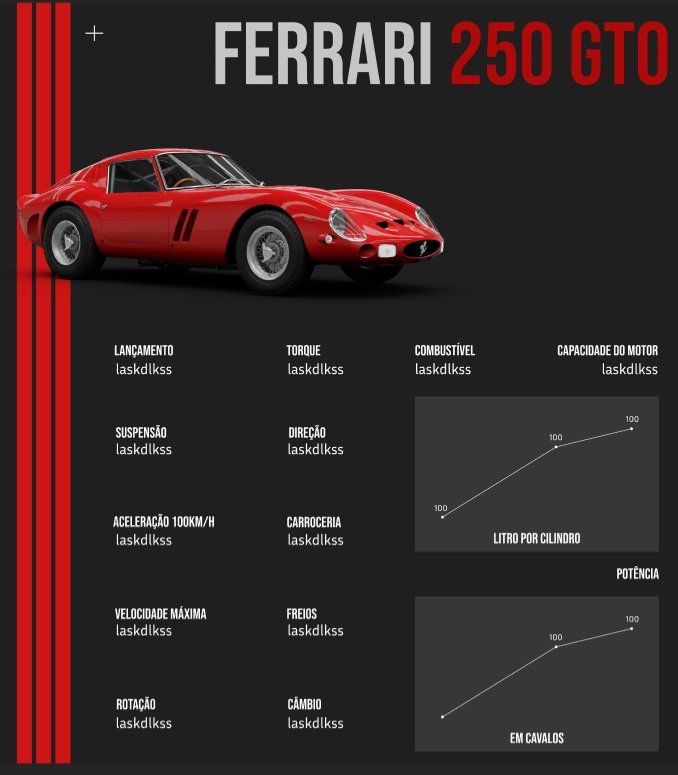 FERRARI 250 GTO
LANÇAMENTO
laskdlkss
TORQUE
laskdlkss
COMBUSTÍVEL
laskdlkss
CAPACIDADE DO MOTOR
laskdlkss
SUSPENSÃO
laskdlkss
DIREÇÃO
laskdlkss
100
100
100
LITRO POR CILINDRO
ACELERAÇÃO 100KM/H
laskdlkss
CARROCERIA
laskdlkss
POTÊNCIA
VELOCIDADE MÁXIMA
laskdlkss
FREIOS
laskdlkss
100
100
EM CAVALOS
ROTAÇÃO
laskdlkss
CÂMBIO
laskdlkss